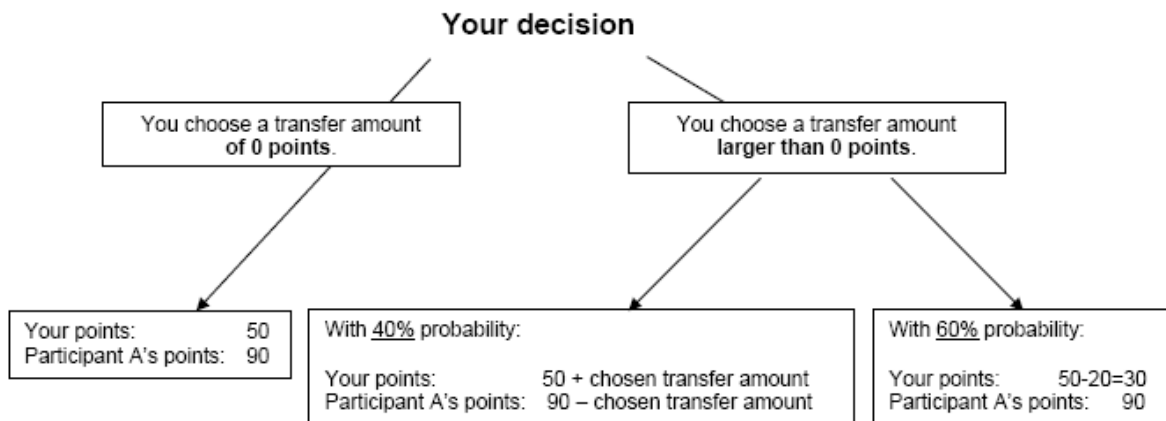 Your decision
You choose a transfer amount
of 0 points.
You choose a transfer amount
larger than 0 points.
Your points: 50
Participant A's points: 90
With 40% probability:
Your points: 50 + chosen transfer amount
Participant A's points: 90 – chosen transfer amount
With 60% probability:
Your points: 50-20=30
Participant A's points: 90